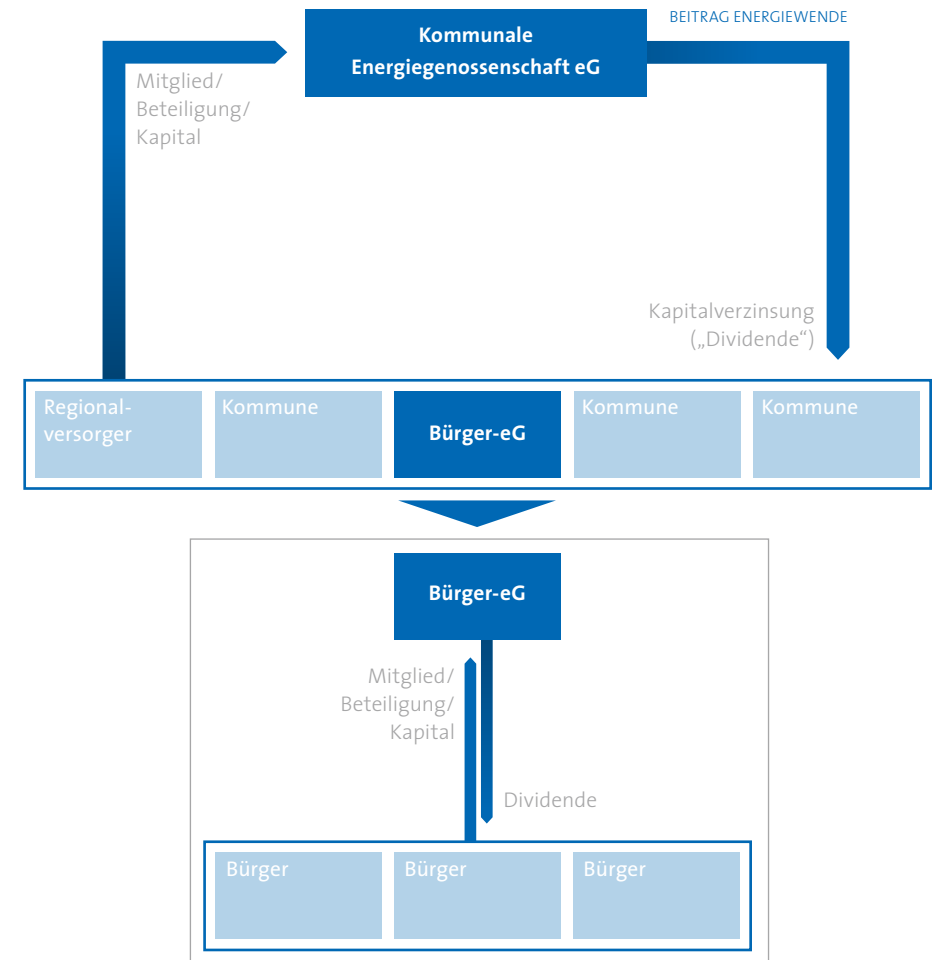 BEITRAG ENERGIEWENDE
Kommunale
Energiegenossenschaft eG
Mitglied/
Beteiligung/
Kapital
Kapitalverzinsung
(„Dividende“)
Regional-
versorger
Kommune
Bürger-eG
Kommune
Kommune
Bürger-eG
Mitglied/
Beteiligung/
Kapital
Dividende
Bürger
Bürger
Bürger